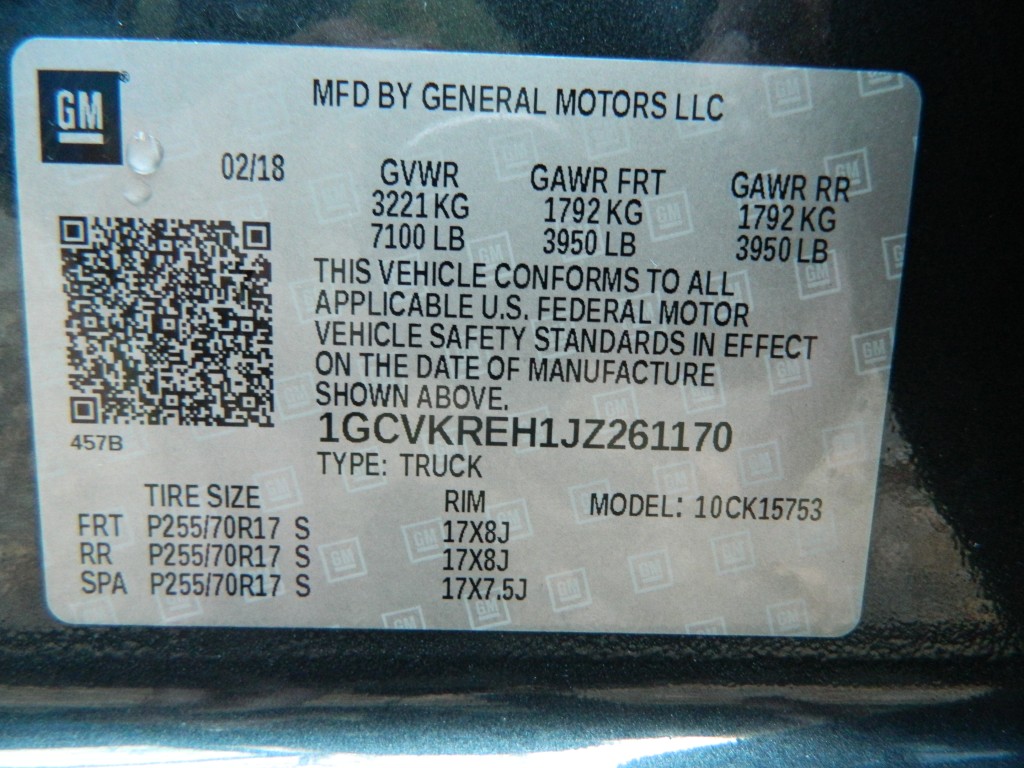 GM®
MFD BY GENERAL MOTORS LLC
02/18 GVWR GAWR FRT GAWR RR
3221 KG 1792 KG 1792 KG
7100 LB 3950 LB 3950 LB
THIS VEHICLE CONFORMS TO ALL
APPLICABLE U.S. FEDERAL MOTOR
VEHICLE SAFETY STANDARDS IN EFFECT
ON THE DATE OF MANUFACTURE
SHOWN ABOVE.
457B
1GCVKREH1JZ261170
TYPE: TRUCK
TIRE SIZE RIM MODEL: 10CK15753
FRT P255/70R17 S 17X8J
RR P255/70R17 S 17X8J
SPA P255/70R17 S 17X7.5J